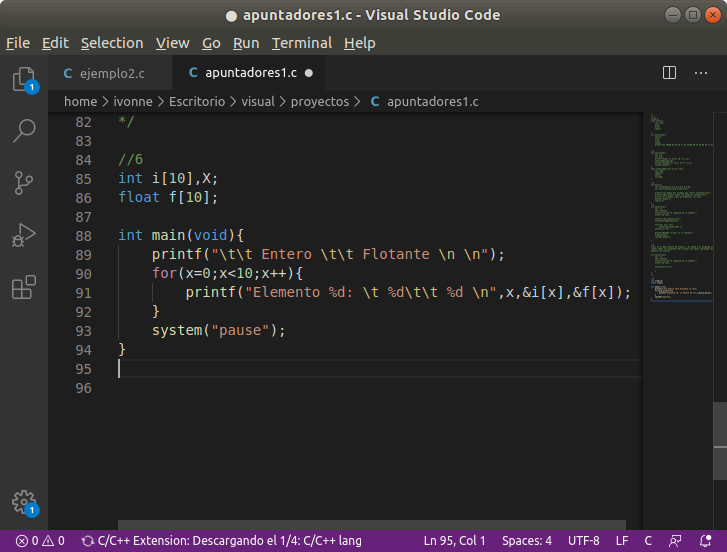 apuntadores1.c - Visual Studio Code
File Edit Selection View Go Run Terminal Help
C ejemplo2.c C apuntadores1.c
home > ivonne > Escritorio > visual > proyectos > C apuntadores1.c
82 */
83
84 //6
85 int i[10],X;
86 float f[10];
87
88 int main(void){
89 printf("\t\t Entero \t\t Flotante \n \n");
90 for(x=0;x<10;x++){
91 printf("Elemento %d: \t %d\t\t %d \n",x,&i[x],&f[x]);
92 }
93 system("pause");
94 }
95
96
1
1
0 0 C/C++ Extension: Descargando el 1/4: C/C++ lang Ln 95, Col 1 Spaces: 4 UTF-8 LF C